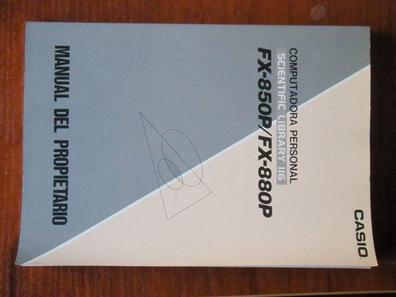 CASIO
COMPUTADORA PERSONAL
SCIENTIFIC LIBRARY 116
FX-850P/FX-880P
MANUAL DEL PROPIETARIO